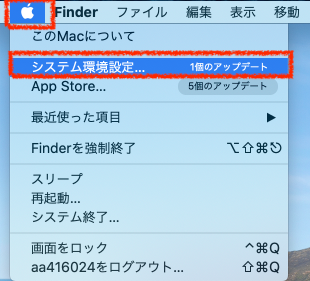 Finder ファイル 編集 表示 移動
このMacについて
システム環境設定... 1個のアップデート
App Store... 5個のアップデート
最近使った項目 ▶
Finderを強制終了 ⌥⇧⌘⎋
スリープ
再起動...
システム終了...
画面をロック ^⌘Q
aa416024をログアウト... ⇧⌘Q